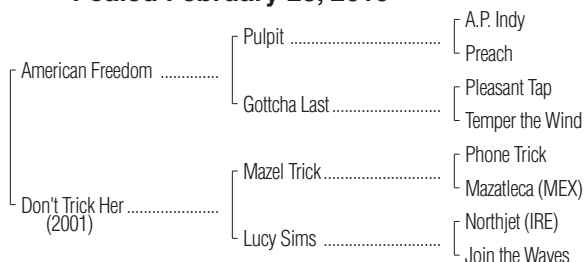 Foaled February
A.P. Indy
Pulpit ........................................
Preach
American Freedom ...............
Pleasant Tap
Gottcha Last .............................
Temper the Wind
Phone Trick
Mazel Trick ...............................
Mazatleca (MEX)
Don't Trick Her ........................
(2001)
Northjet (IRE)
Lucy Sims ................................
Join the Waves